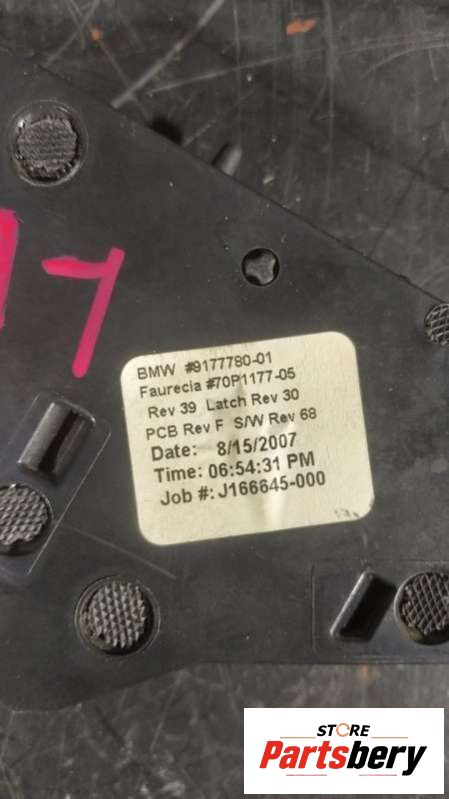 17
BMW #9177780-01
Faurecia #70P1177-05
Rev 39 Latch Rev 30
PCB Rev F S/W Rev 68
Date: 8/15/2007
Time: 06:54:31 PM
Job #: J166645-000
STORE
Partsbery